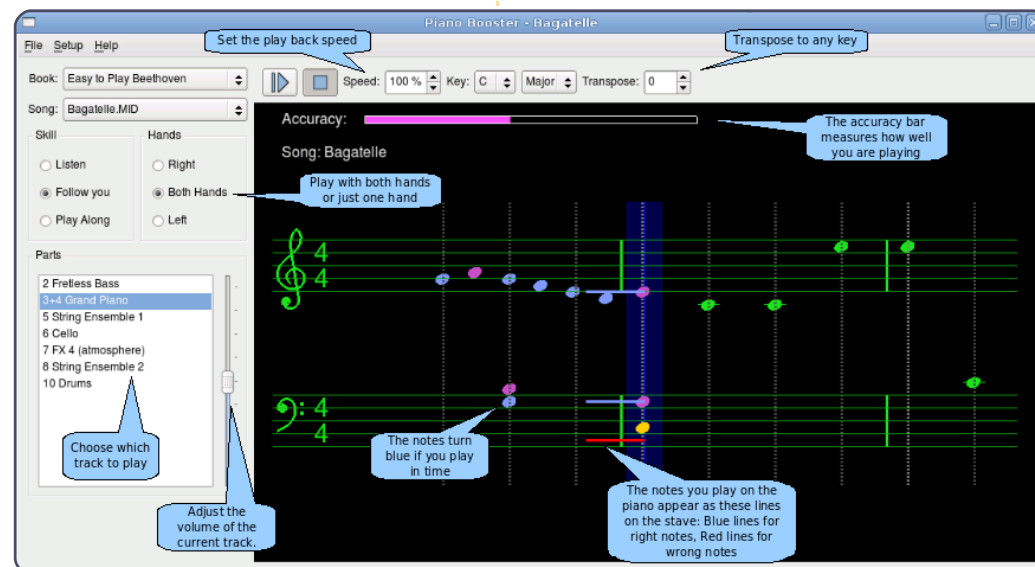 Piano Booster - Bagatelle
File Setup Help
Set the play back speed
Transpose to any key
Book: Easy to Play Beethoven
Speed: 100 % Key: C Major Transpose: 0
Song: Bagatelle.MID
Skill
Hands
Listen
Right
Follow you
Both Hands
Play Along
Left
Play with both hands
or just one hand
Accuracy:
Song: Bagatelle
The accuracy bar
measures how well
you are playing
Parts
2 Fretless Bass
3+4 Grand Piano
5 String Ensemble 1
6 Cello
7 FX 4 (atmosphere)
8 String Ensemble 2
10 Drums
4
4
4
4
Choose which
track to play
Adjust the
volume of the
current track.
The notes turn
blue if you play
in time
The notes you play on the
piano appear as these lines
on the stave: Blue lines for
right notes, Red lines for
wrong notes